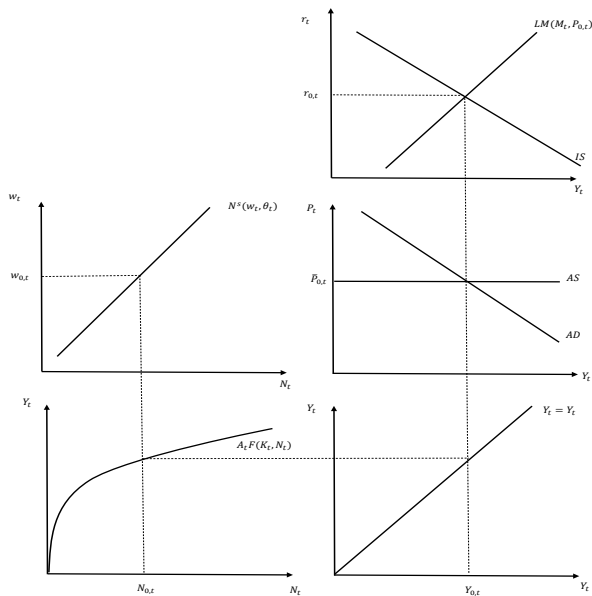 r_t
LM(M_t, P_{0,t})
r_{0,t}
IS
Y_t
w_t
N^s(w_t, θ_t)
w_{0,t}
N_t
P_t
P̄_{0,t}
AS
AD
Y_t
Y_t
A_tF(K_t, N_t)
N_{0,t}
N_t
Y_t
Y_t = Y_t
Y_{0,t}
Y_t